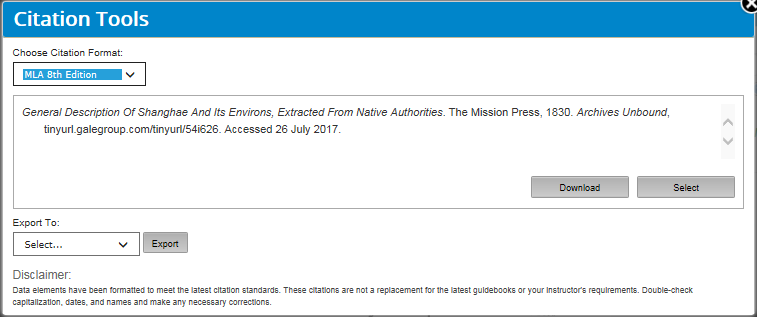 Citation Tools
Choose Citation Format:
MLA 8th Edition
General Description Of Shanghae And Its Environs, Extracted From Native Authorities. The Mission Press, 1830. Archives Unbound,
tinyurl.galegroup.com/tinyurl/54i626. Accessed 26 July 2017.
Download Select
Export To:
Select... Export
Disclaimer:
Data elements have been formatted to meet the latest citation standards. These citations are not a replacement for the latest guidebooks or your instructor's requirements. Double-check
capitalization, dates, and names and make any necessary corrections.